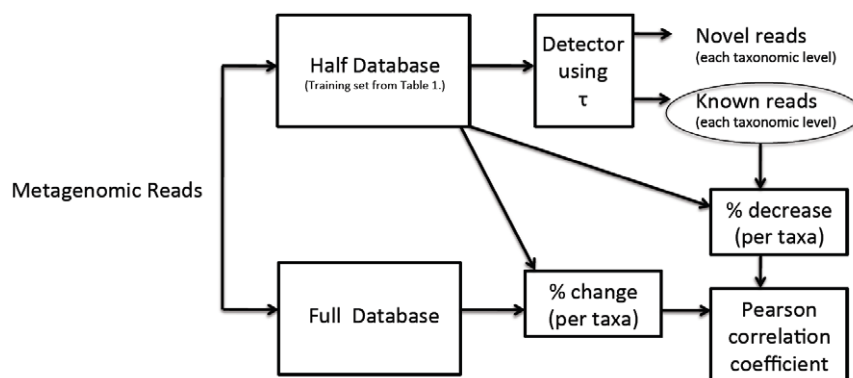 Metagenomic Reads
Half Database
(Training set from Table 1.)
Detector
using
τ
Novel reads
(each taxonomic level)
Known reads
(each taxonomic level)
% decrease
(per taxa)
Full Database
% change
(per taxa)
Pearson
correlation
coefficient